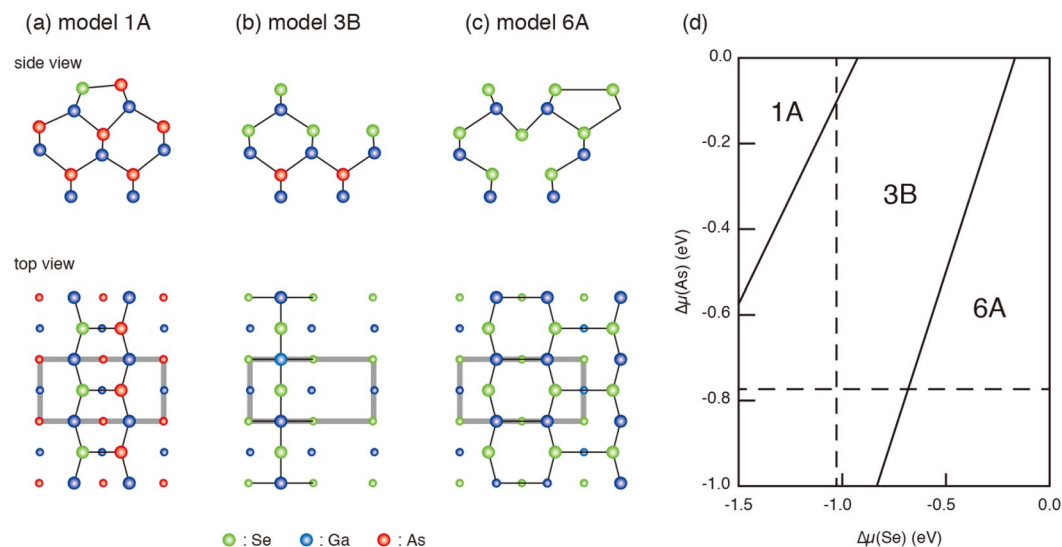 (a) model 1A
(b) model 3B
(c) model 6A
(d)
side view
top view
: Se
: Ga
: As
1A
3B
6A
0.0
-0.2
-0.4
-0.6
-0.8
-1.0
Δμ(As) (eV)
-1.5
-1.0
-0.5
0.0
Δμ(Se) (eV)